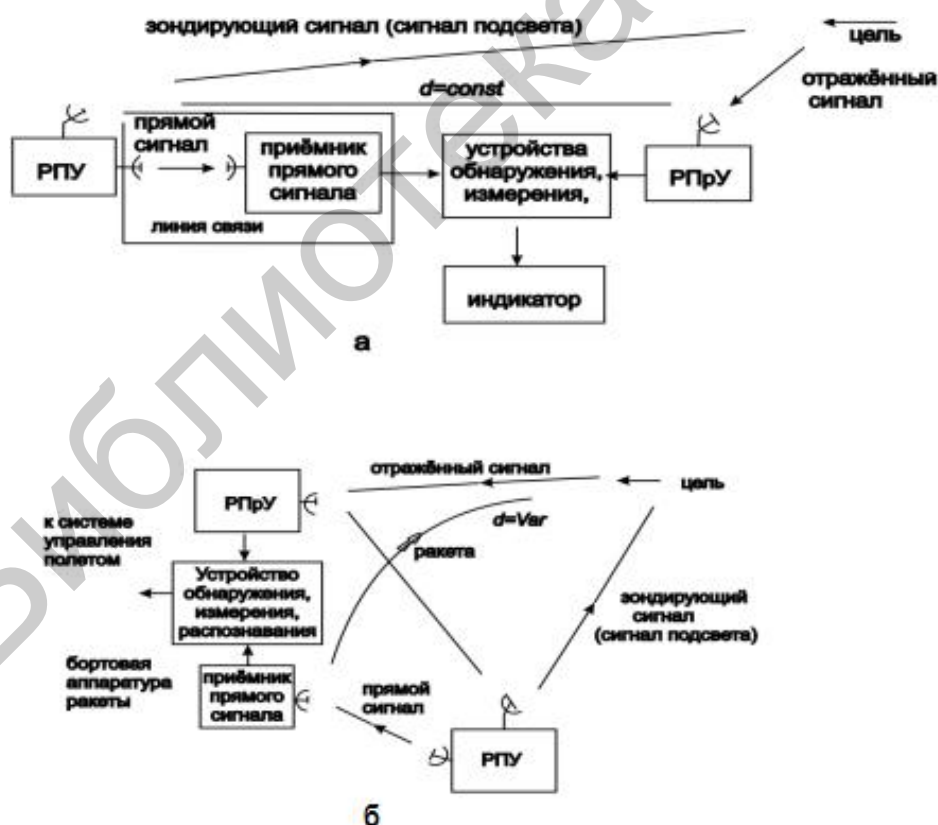 зондирующий сигнал (сигнал подсвета)
цель
отражённый
сигнал
d=const
прямой
сигнал
РПУ
приёмник
прямого
сигнала
линия связи
устройства
обнаружения,
измерения,
РПрУ
индикатор
а
отражённый сигнал
цель
РПрУ
d=Var
ракета
к системе
управления
полетом
Устройство
обнаружения,
измерения,
распознавания
зондирующий
сигнал
(сигнал подсвета)
бортовая
аппаратура
ракеты
приёмник
прямого
сигнала
прямой
сигнал
РПУ
б
Библиотека